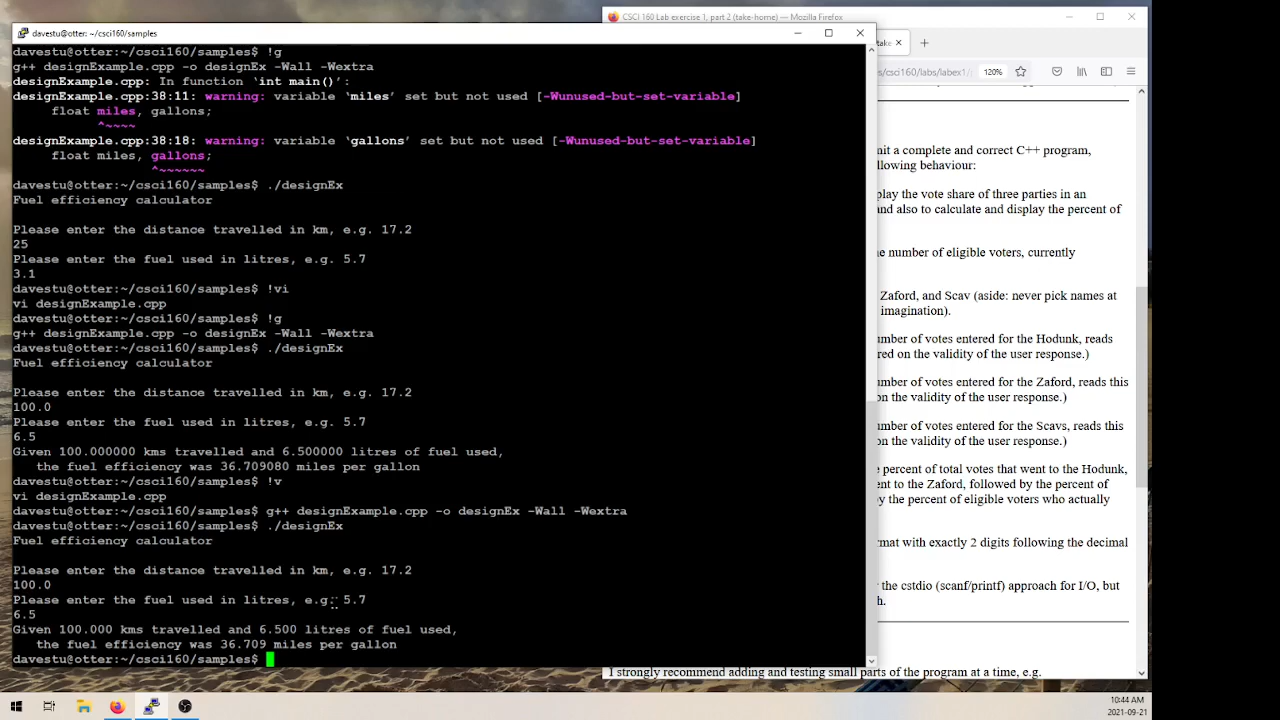 davestu@otter: ~/csci160/samples
davestu@otter:~/csci160/samples$ !g
g++ designExample.cpp -o designEx -Wall -Wextra
designExample.cpp: In function ‘int main()’:
designExample.cpp:38:11: warning: variable ‘miles’ set but not used [-Wunused-but-set-variable]
float miles, gallons;
^~~~~
designExample.cpp:38:18: warning: variable ‘gallons’ set but not used [-Wunused-but-set-variable]
float miles, gallons;
^~~~~~~
davestu@otter:~/csci160/samples$ ./designEx
Fuel efficiency calculator
Please enter the distance travelled in km, e.g. 17.2
25
Please enter the fuel used in litres, e.g. 5.7
3.1
davestu@otter:~/csci160/samples$ !vi
vi designExample.cpp
davestu@otter:~/csci160/samples$ !g
g++ designExample.cpp -o designEx -Wall -Wextra
davestu@otter:~/csci160/samples$ ./designEx
Fuel efficiency calculator
Please enter the distance travelled in km, e.g. 17.2
100.0
Please enter the fuel used in litres, e.g. 5.7
6.5
Given 100.000000 kms travelled and 6.500000 litres of fuel used,
the fuel efficiency was 36.709080 miles per gallon
davestu@otter:~/csci160/samples$ !v
vi designExample.cpp
davestu@otter:~/csci160/samples$ g++ designExample.cpp -o designEx -Wall -Wextra
davestu@otter:~/csci160/samples$ ./designEx
Fuel efficiency calculator
Please enter the distance travelled in km, e.g. 17.2
100.0
Please enter the fuel used in litres, e.g. 5.7
6.5
Given 100.000 kms travelled and 6.500 litres of fuel used,
the fuel efficiency was 36.709 miles per gallon
davestu@otter:~/csci160/samples$
CSCI 160 Lab exercise 1, part 2 (take-home) — Mozilla Firefox
s/csci160/labs/labex1/
120%
nit a complete and correct C++ program,
llowing behaviour:
play the vote share of three parties in an
and also to calculate and display the percent of
e number of eligible voters, currently
Zaford, and Scav (aside: never pick names at
imagination).
umber of votes entered for the Hodunk, reads
red on the validity of the user response.)
umber of votes entered for the Zaford, reads this
on the validity of the user response.)
umber of votes entered for the Scavs, reads this
on the validity of the user response.)
e percent of total votes that went to the Hodunk,
ent to the Zaford, followed by the percent of
y the percent of eligible voters who actually
rmat with exactly 2 digits following the decimal
r the cstdio (scanf/printf) approach for I/O, but
h.
I strongly recommend adding and testing small parts of the program at a time, e.g.
10:44 AM
2021-09-21